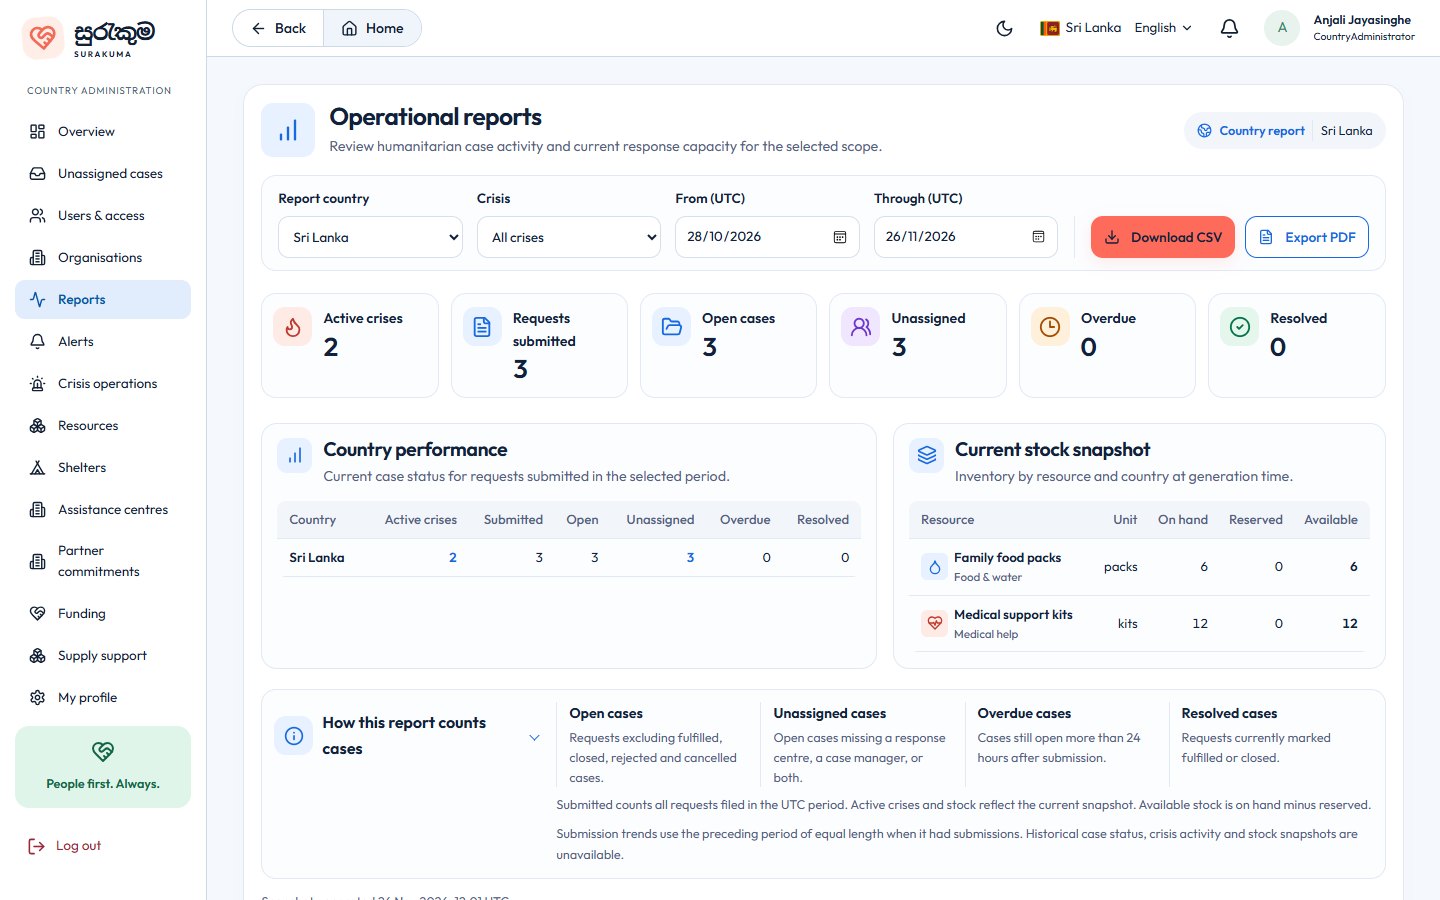 සුරැකුම
SURAKUMA
COUNTRY ADMINISTRATION
Overview
Unassigned cases
Users & access
Organisations
Reports
Alerts
Crisis operations
Resources
Shelters
Assistance centres
Partner
commitments
Funding
Supply support
My profile
People first. Always.
Log out
Back
Home
Sri Lanka
English
A
Anjali Jayasinghe
CountryAdministrator
Operational reports
Review humanitarian case activity and current response capacity for the selected scope.
Country report
Sri Lanka
Report country
Crisis
From (UTC)
Through (UTC)
Sri Lanka
All crises
28/10/2026
26/11/2026
Download CSV
Export PDF
Active crises
2
Requests
submitted
3
Open cases
3
Unassigned
3
Overdue
0
Resolved
0
Country performance
Current case status for requests submitted in the selected period.
Country Active crises Submitted Open Unassigned Overdue Resolved
Sri Lanka 2 3 3 3 0 0
Current stock snapshot
Inventory by resource and country at generation time.
Resource Unit On hand Reserved Available
Family food packs
Food & water
packs 6 0 6
Medical support kits
Medical help
kits 12 0 12
How this report counts
cases
Open cases
Requests excluding fulfilled,
closed, rejected and cancelled
cases.
Unassigned cases
Open cases missing a response
centre, a case manager, or
both.
Overdue cases
Cases still open more than 24
hours after submission.
Resolved cases
Requests currently marked
fulfilled or closed.
Submitted counts all requests filed in the UTC period. Active crises and stock reflect the current snapshot. Available stock is on hand minus reserved.
Submission trends use the preceding period of equal length when it had submissions. Historical case status, crisis activity and stock snapshots are
unavailable.